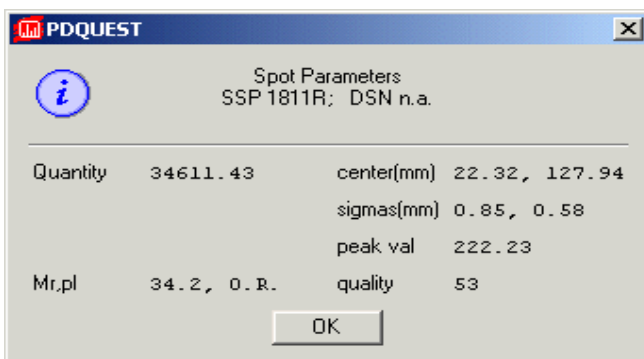 PDQUEST
Spot Parameters
SSP 1811R; DSN n.a.
Quantity 34611.43 center(mm) 22.32, 127.94
sigmas(mm) 0.85, 0.58
peak val 222.23
Mr,pI 34.2, O.R. quality 53
OK